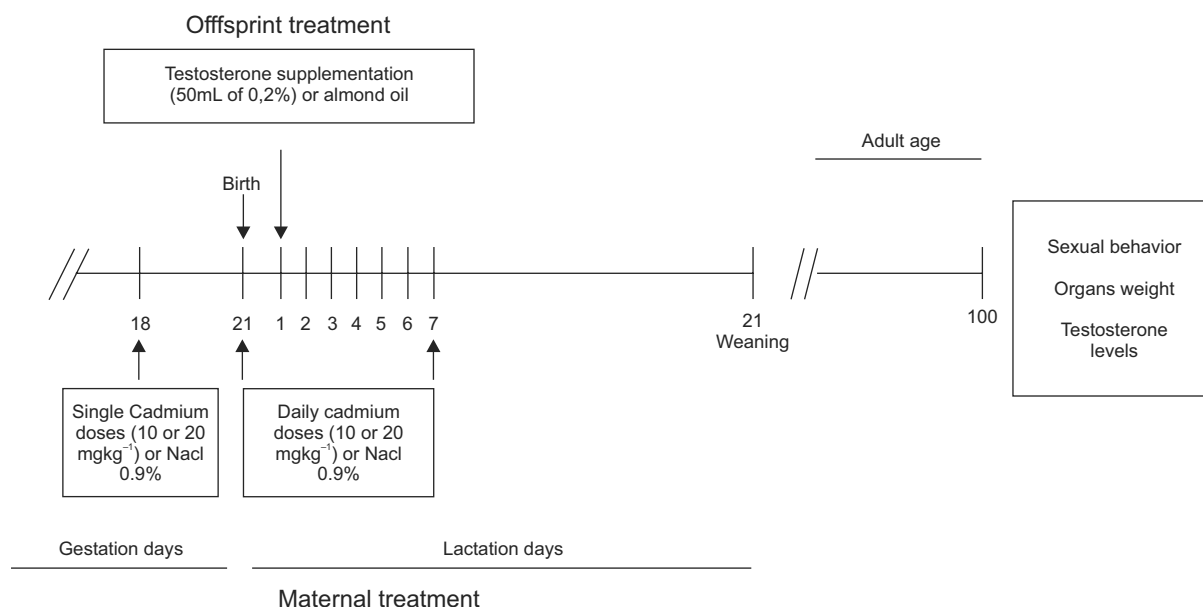 Offfsprint treatment
Testosterone supplementation
(50mL of 0,2%) or almond oil
Adult age
Birth
18
21
1
2
3
4
5
6
7
21
Weaning
100
Sexual behavior
Organs weight
Testosterone
levels
Single Cadmium
doses (10 or 20
mgkg⁻¹) or Nacl
0.9%
Daily cadmium
doses (10 or 20
mgkg⁻¹) or Nacl
0.9%
Gestation days
Lactation days
Maternal treatment